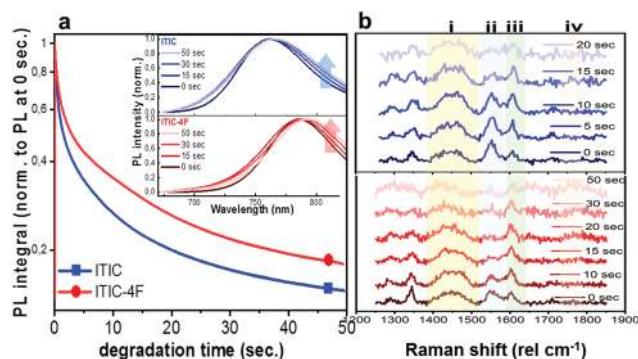 a
PL integral (norm. to PL at 0 sec.)
1
0,8
0,6
0,4
0,2
0
10
20
30
40
50
degradation time (sec.)
ITIC
ITIC-4F
PL intensity (norm.)
ITIC
50 sec
30 sec
15 sec
0 sec
ITIC-4F
50 sec
30 sec
15 sec
0 sec
700
750
800
Wavelength (nm)
b
i
ii
iii
iv
20 sec
15 sec
10 sec
5 sec
0 sec
50 sec
30 sec
20 sec
15 sec
10 sec
0 sec
1200 1300 1400 1500 1600 1700 1800 1900
Raman shift (rel cm-1)